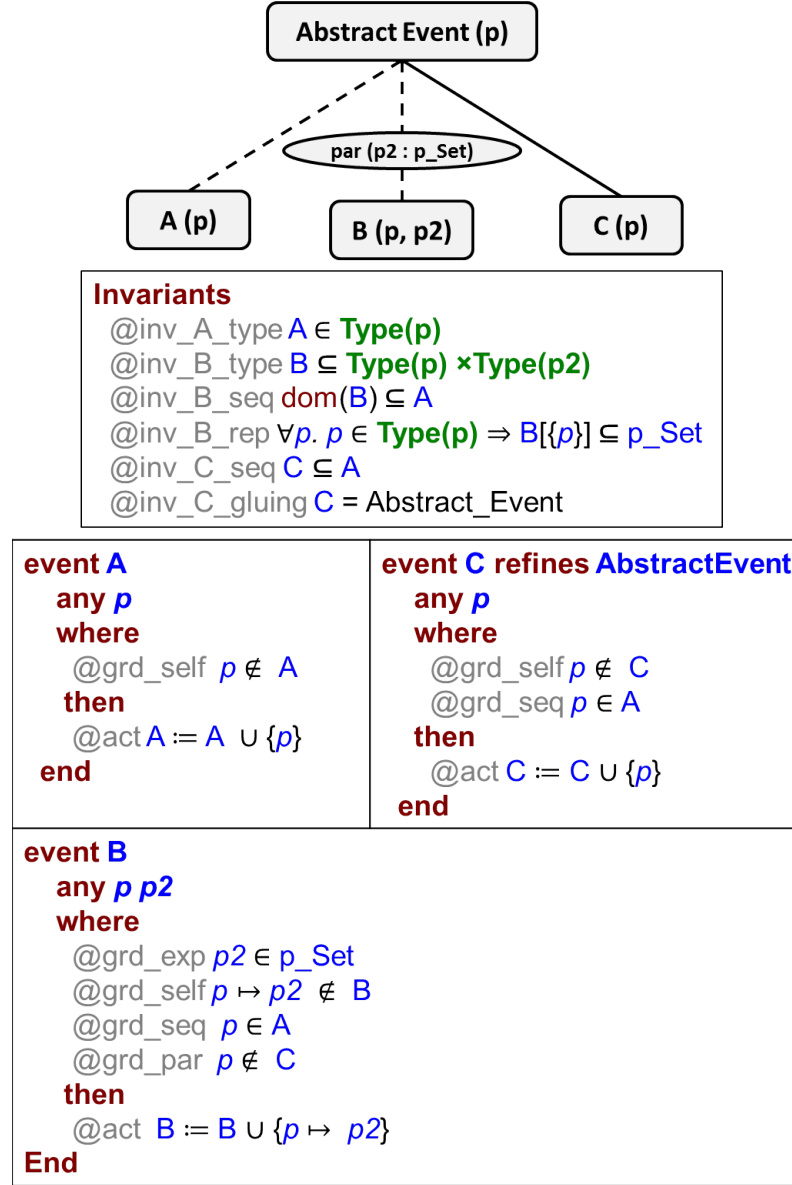 Abstract Event (p)
par (p2 : p_Set)
A (p)
B (p, p2)
C (p)
Invariants
@inv_A_type A ∈ Type(p)
@inv_B_type B ⊆ Type(p) ×Type(p2)
@inv_B_seq dom(B) ⊆ A
@inv_B_rep ∀p. p ∈ Type(p) ⇒ B[{p}] ⊆ p_Set
@inv_C_seq C ⊆ A
@inv_C_gluing C = Abstract_Event
event A
any p
where
@grd_self p ∉ A
then
@act A ≔ A ∪ {p}
end
event C refines AbstractEvent
any p
where
@grd_self p ∉ C
@grd_seq p ∈ A
then
@act C ≔ C ∪ {p}
end
event B
any p p2
where
@grd_exp p2 ∈ p_Set
@grd_self p ↦ p2 ∉ B
@grd_seq p ∈ A
@grd_par p ∉ C
then
@act B ≔ B ∪ {p ↦ p2}
End